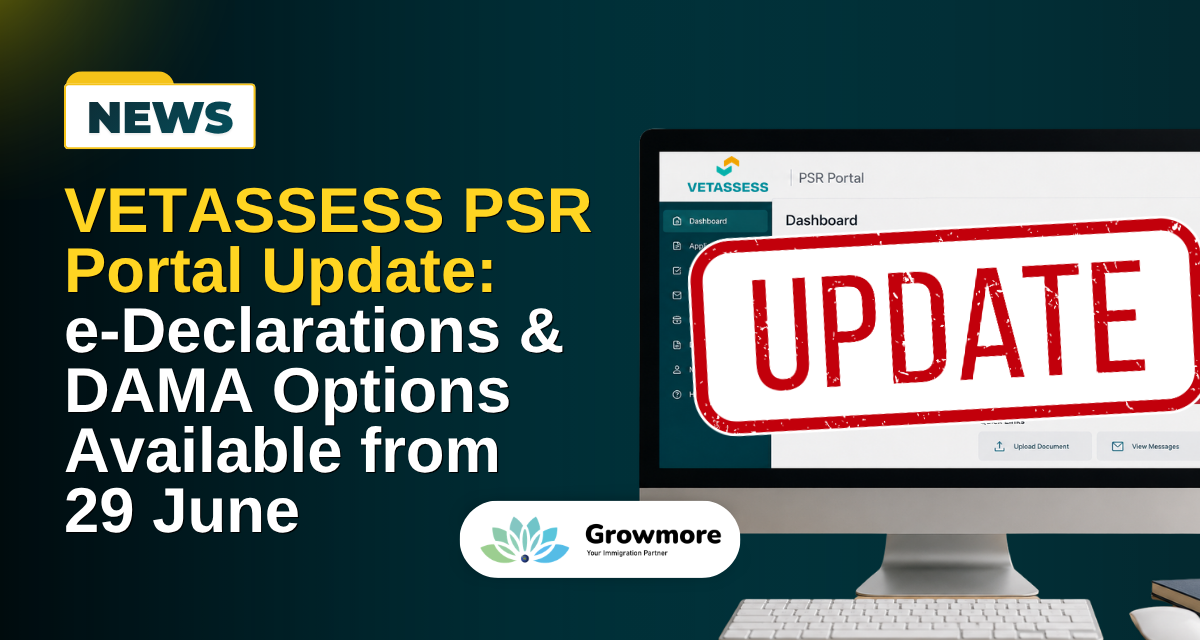 NEWS
VETASSESS PSR
Portal Update:
e-Declarations &
DAMA Options
Available from
29 June
Growmore
Your Immigration Partner
VETASSESS
PSR Portal
Dashboard
Dashboard
UPDATE
Upload Document
View Messages